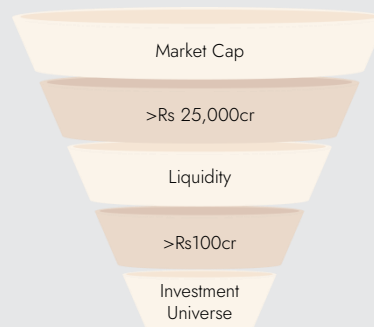 Market Cap
>Rs 25,000cr
Liquidity
>Rs100cr
Investment
Universe